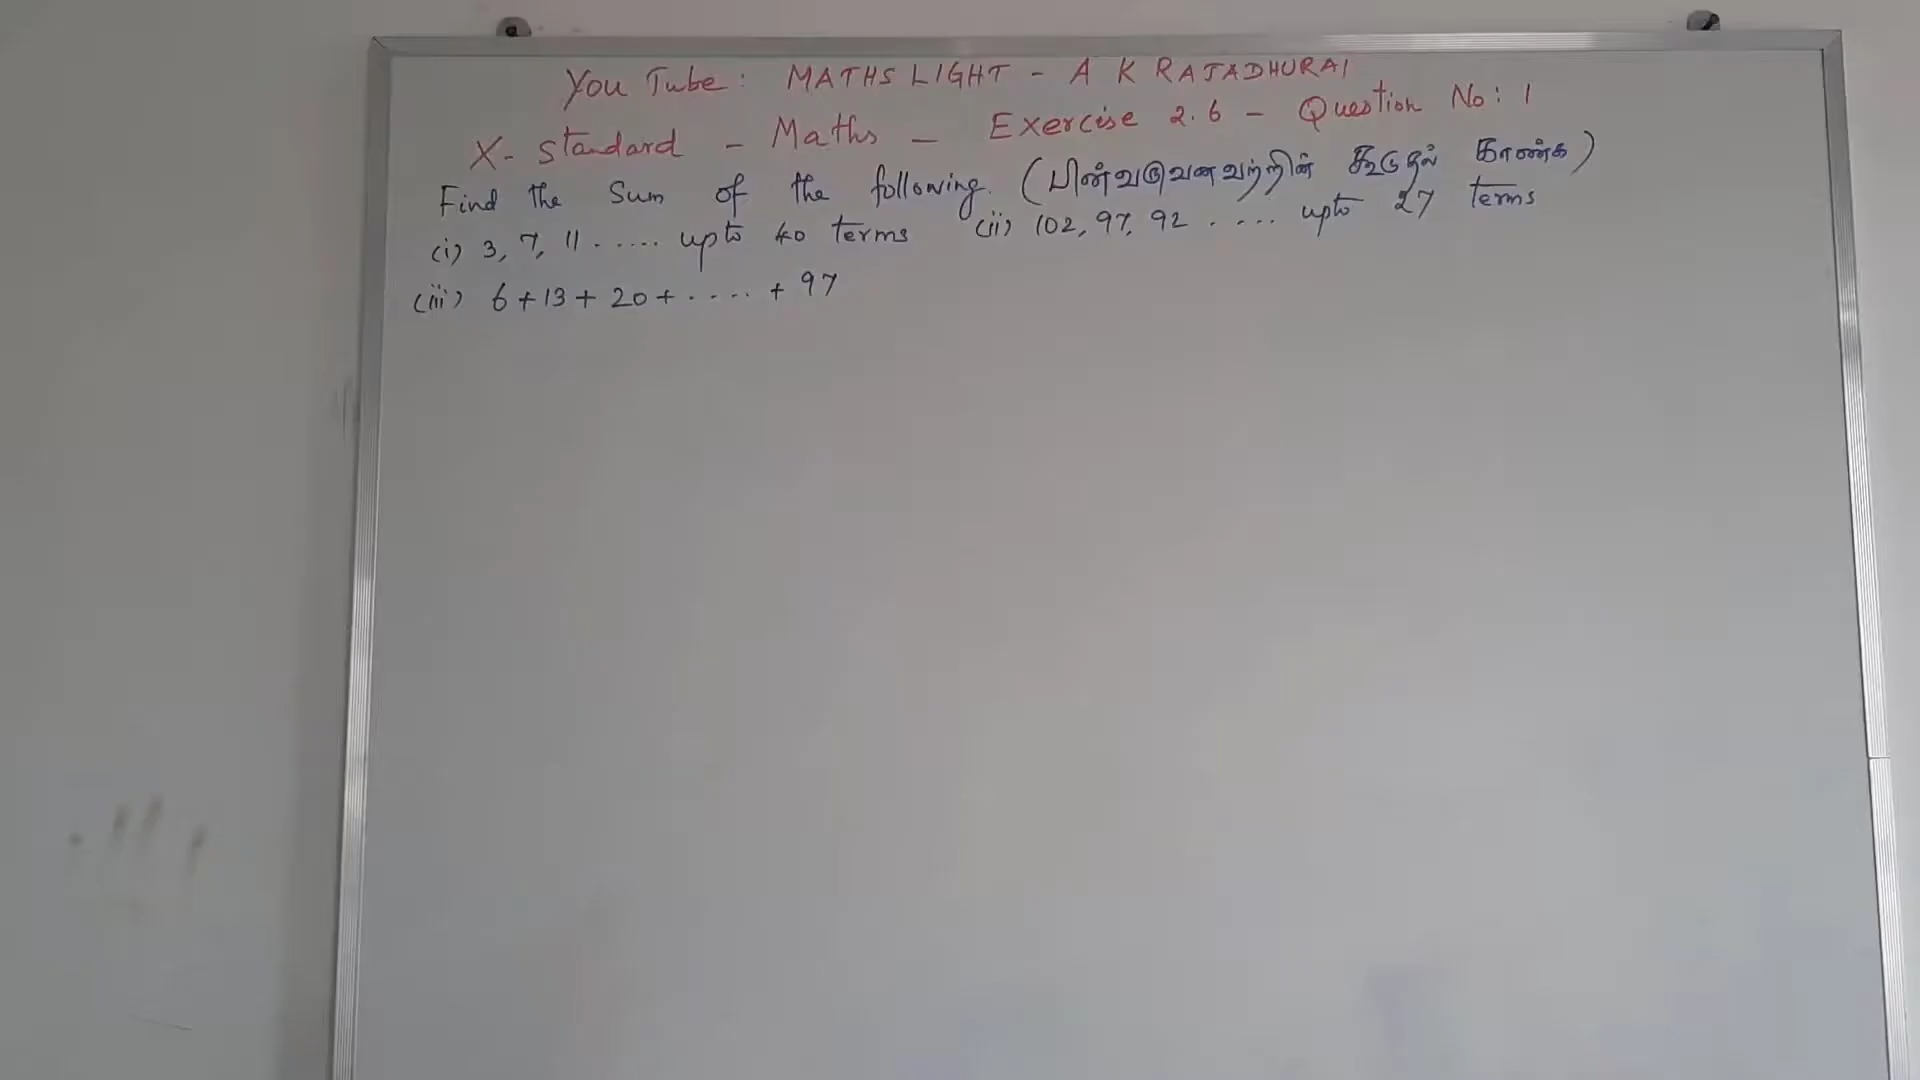 You Tube: MATHS LIGHT - A K RAJADHURAI
X- Standard - Maths - Exercise 2.6 - Question No: 1
Find the Sum of the following. (பின்வருவனவற்றின் கூடுதல் காண்க)
(i) 3, 7, 11 ...... upto 40 terms (ii) 102, 97, 92 ..... upto 27 terms
(iii) 6 + 13 + 20 + ..... + 97